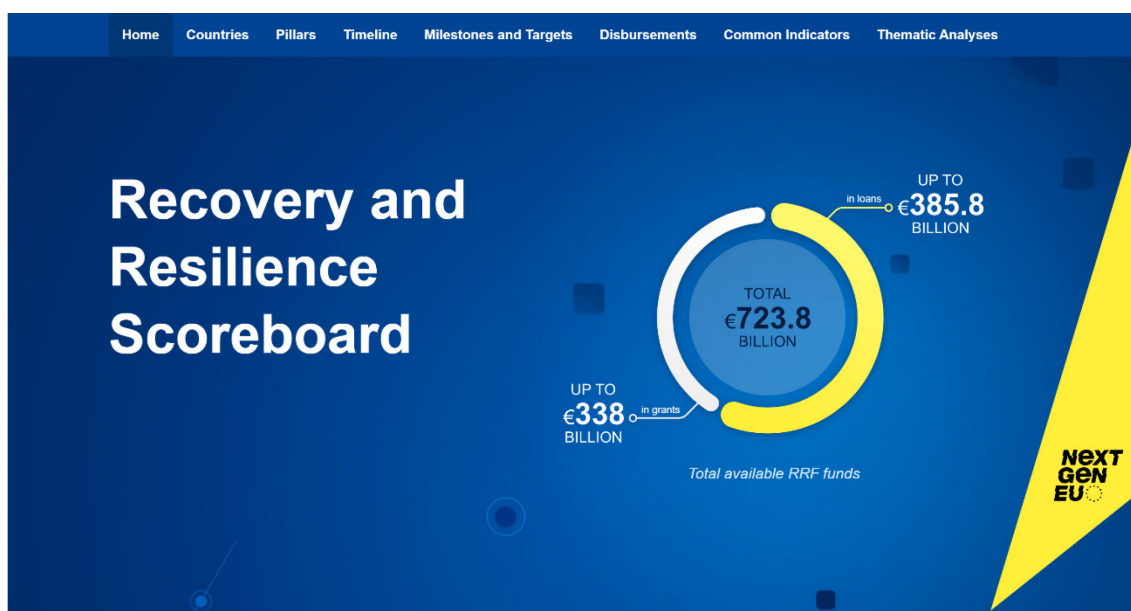 Home Countries Pillars Timeline Milestones and Targets Disbursements Common Indicators Thematic Analyses
Recovery and
Resilience
Scoreboard
UP TO
€385.8
BILLION
in loans
TOTAL
€723.8
BILLION
UP TO
€338
BILLION
in grants
Total available RRF funds
NEXT
GEN
EU